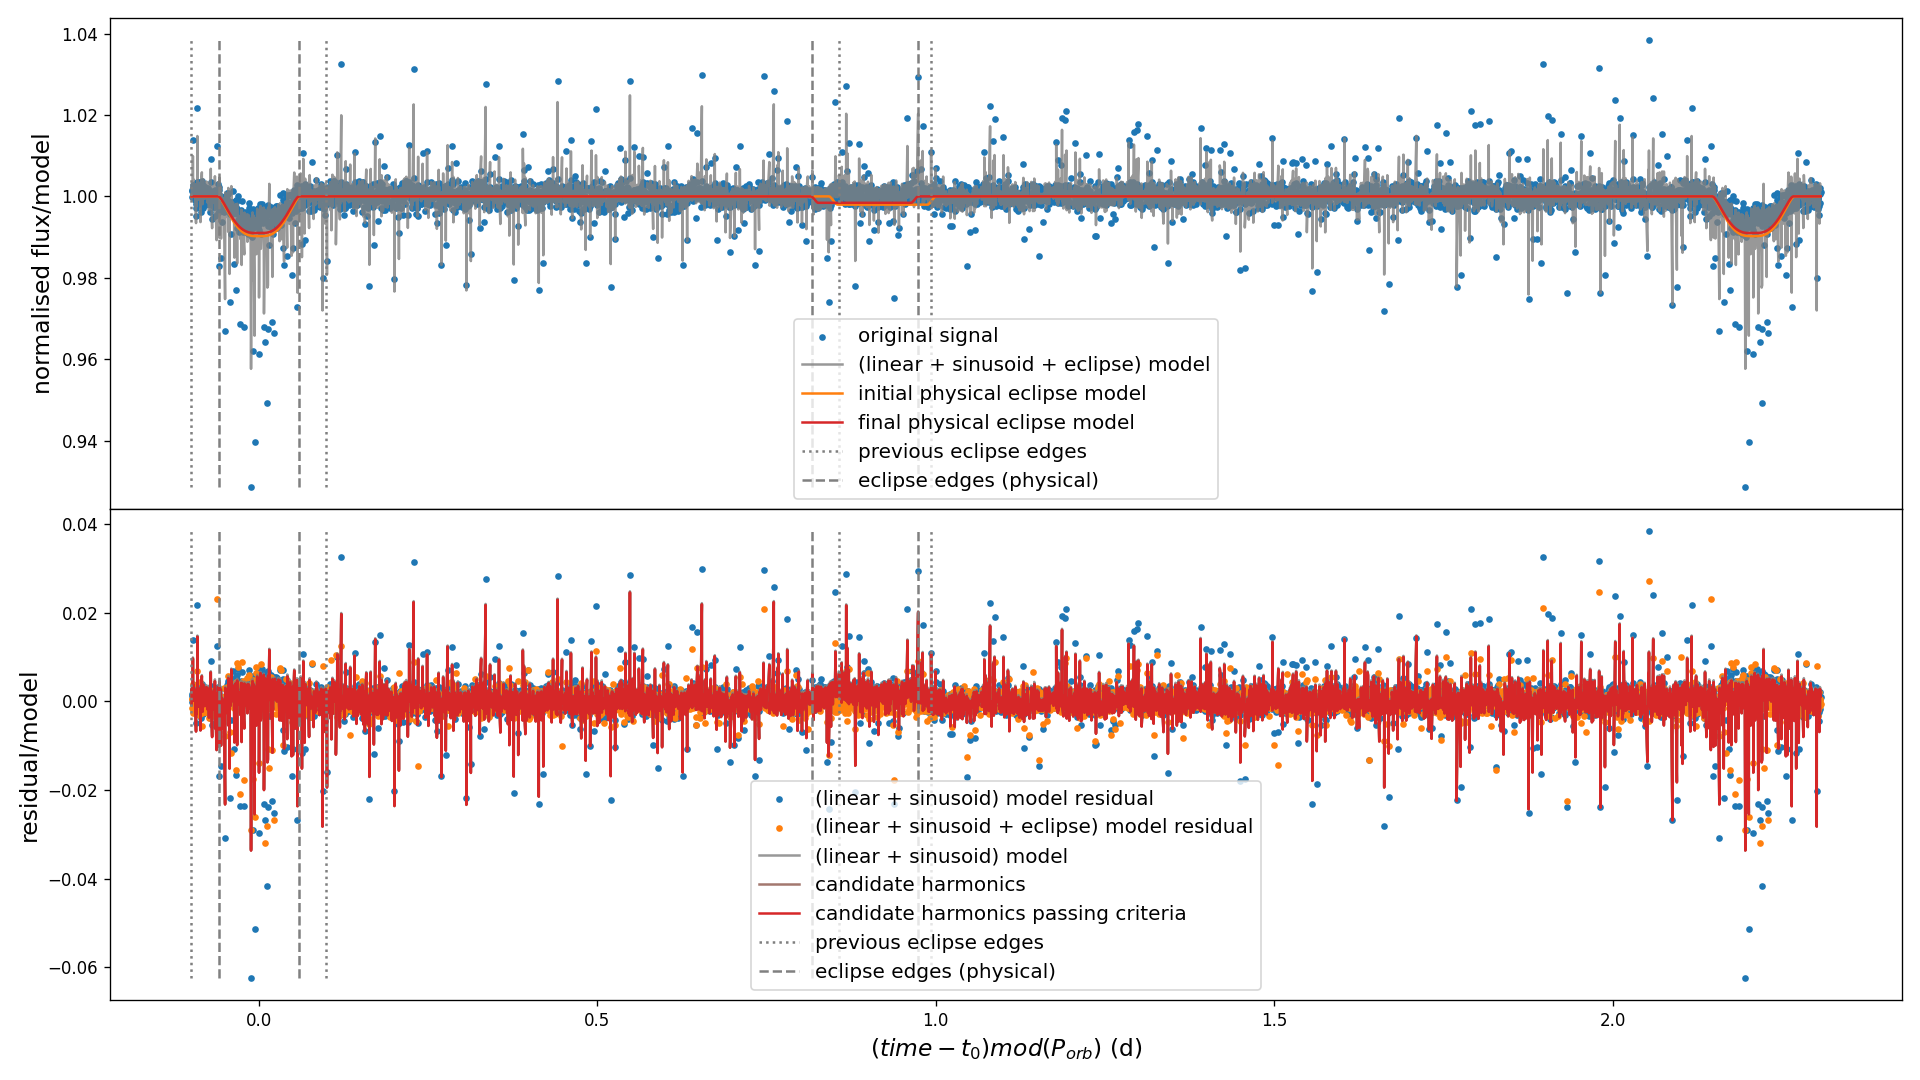 normalised flux/model
1.04
1.02
1.00
0.98
0.96
0.94
original signal
(linear + sinusoid + eclipse) model
initial physical eclipse model
final physical eclipse model
previous eclipse edges
eclipse edges (physical)
residual/model
0.04
0.02
0.00
−0.02
−0.04
−0.06
(linear + sinusoid) model residual
(linear + sinusoid + eclipse) model residual
(linear + sinusoid) model
candidate harmonics
candidate harmonics passing criteria
previous eclipse edges
eclipse edges (physical)
0.0 0.5 1.0 1.5 2.0
(time − t₀)mod(Pₒᵣb) (d)